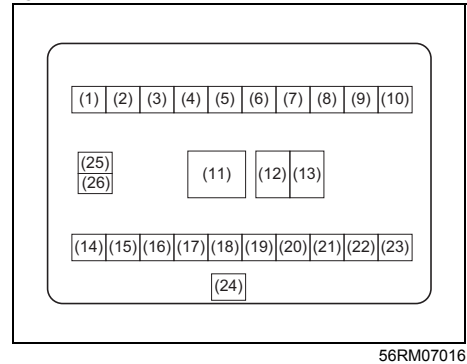 (1) (2) (3) (4) (5) (6) (7) (8) (9) (10)
(25)
(26)
(11) (12) (13)
(14) (15) (16) (17) (18) (19) (20) (21) (22) (23)
(24)
56RM07016